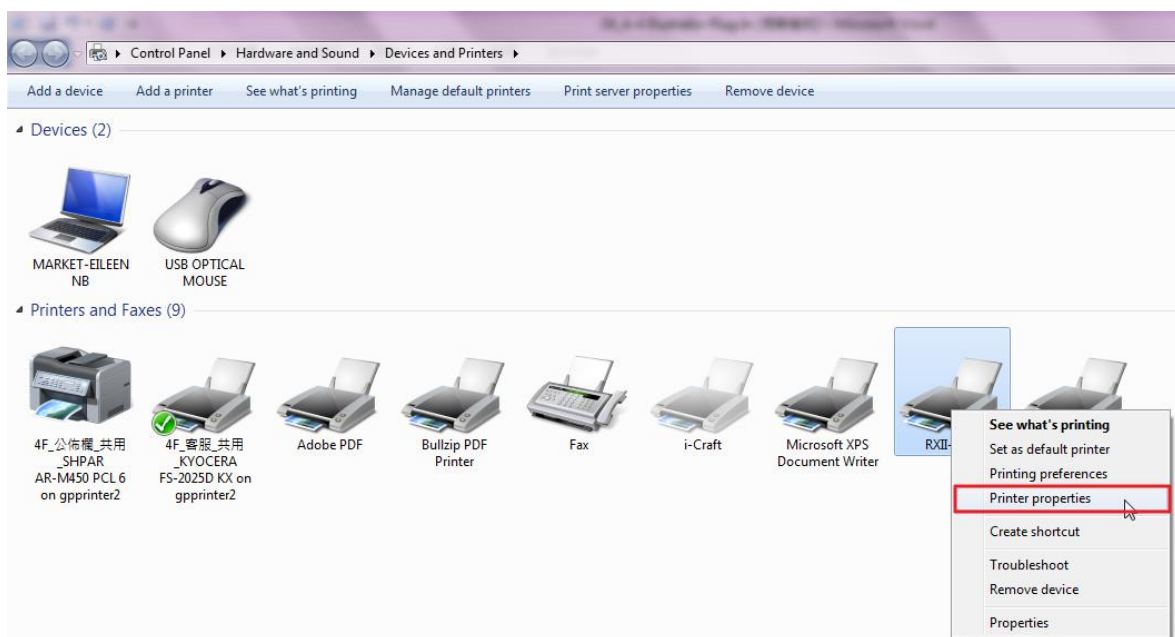 Control Panel ▸ Hardware and Sound ▸ Devices and Printers ▸
Add a device Add a printer See what's printing Manage default printers Print server properties Remove device
Devices (2)
MARKET-EILEEN
NB
USB OPTICAL
MOUSE
Printers and Faxes (9)
4F_公佈欄_共用
_SHPAR
AR-M450 PCL 6
on gpprinter2
4F_客服_共用
_KYOCERA
FS-2025D KX on
gpprinter2
Adobe PDF
Bullzip PDF
Printer
Fax
i-Craft
Microsoft XPS
Document Writer
RXII-
See what's printing
Set as default printer
Printing preferences
Printer properties
Create shortcut
Troubleshoot
Remove device
Properties